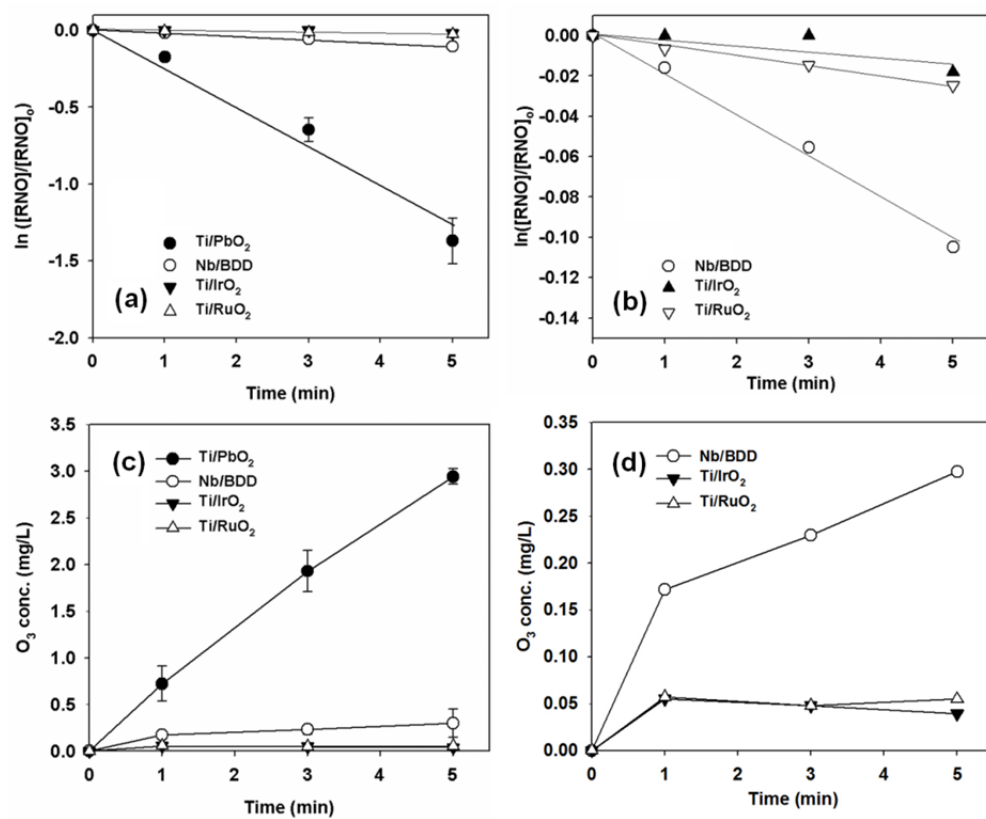 0.0
-0.5
-1.0
-1.5
-2.0
ln ([RNO]/[RNO]o)
Ti/PbO2
Nb/BDD
Ti/IrO2
Ti/RuO2
(a)
0 1 2 3 4 5
Time (min)
0.00
-0.02
-0.04
-0.06
-0.08
-0.10
-0.12
-0.14
ln([RNO]/[RNO]o)
Nb/BDD
Ti/IrO2
Ti/RuO2
(b)
0 1 2 3 4 5
Time (min)
3.5
3.0
2.5
2.0
1.5
1.0
0.5
0.0
O3 conc. (mg/L)
(c)
Ti/PbO2
Nb/BDD
Ti/IrO2
Ti/RuO2
0 1 2 3 4 5
Time (min)
0.35
0.30
0.25
0.20
0.15
0.10
0.05
0.00
O3 conc. (mg/L)
(d)
Nb/BDD
Ti/IrO2
Ti/RuO2
0 1 2 3 4 5
Time (min)